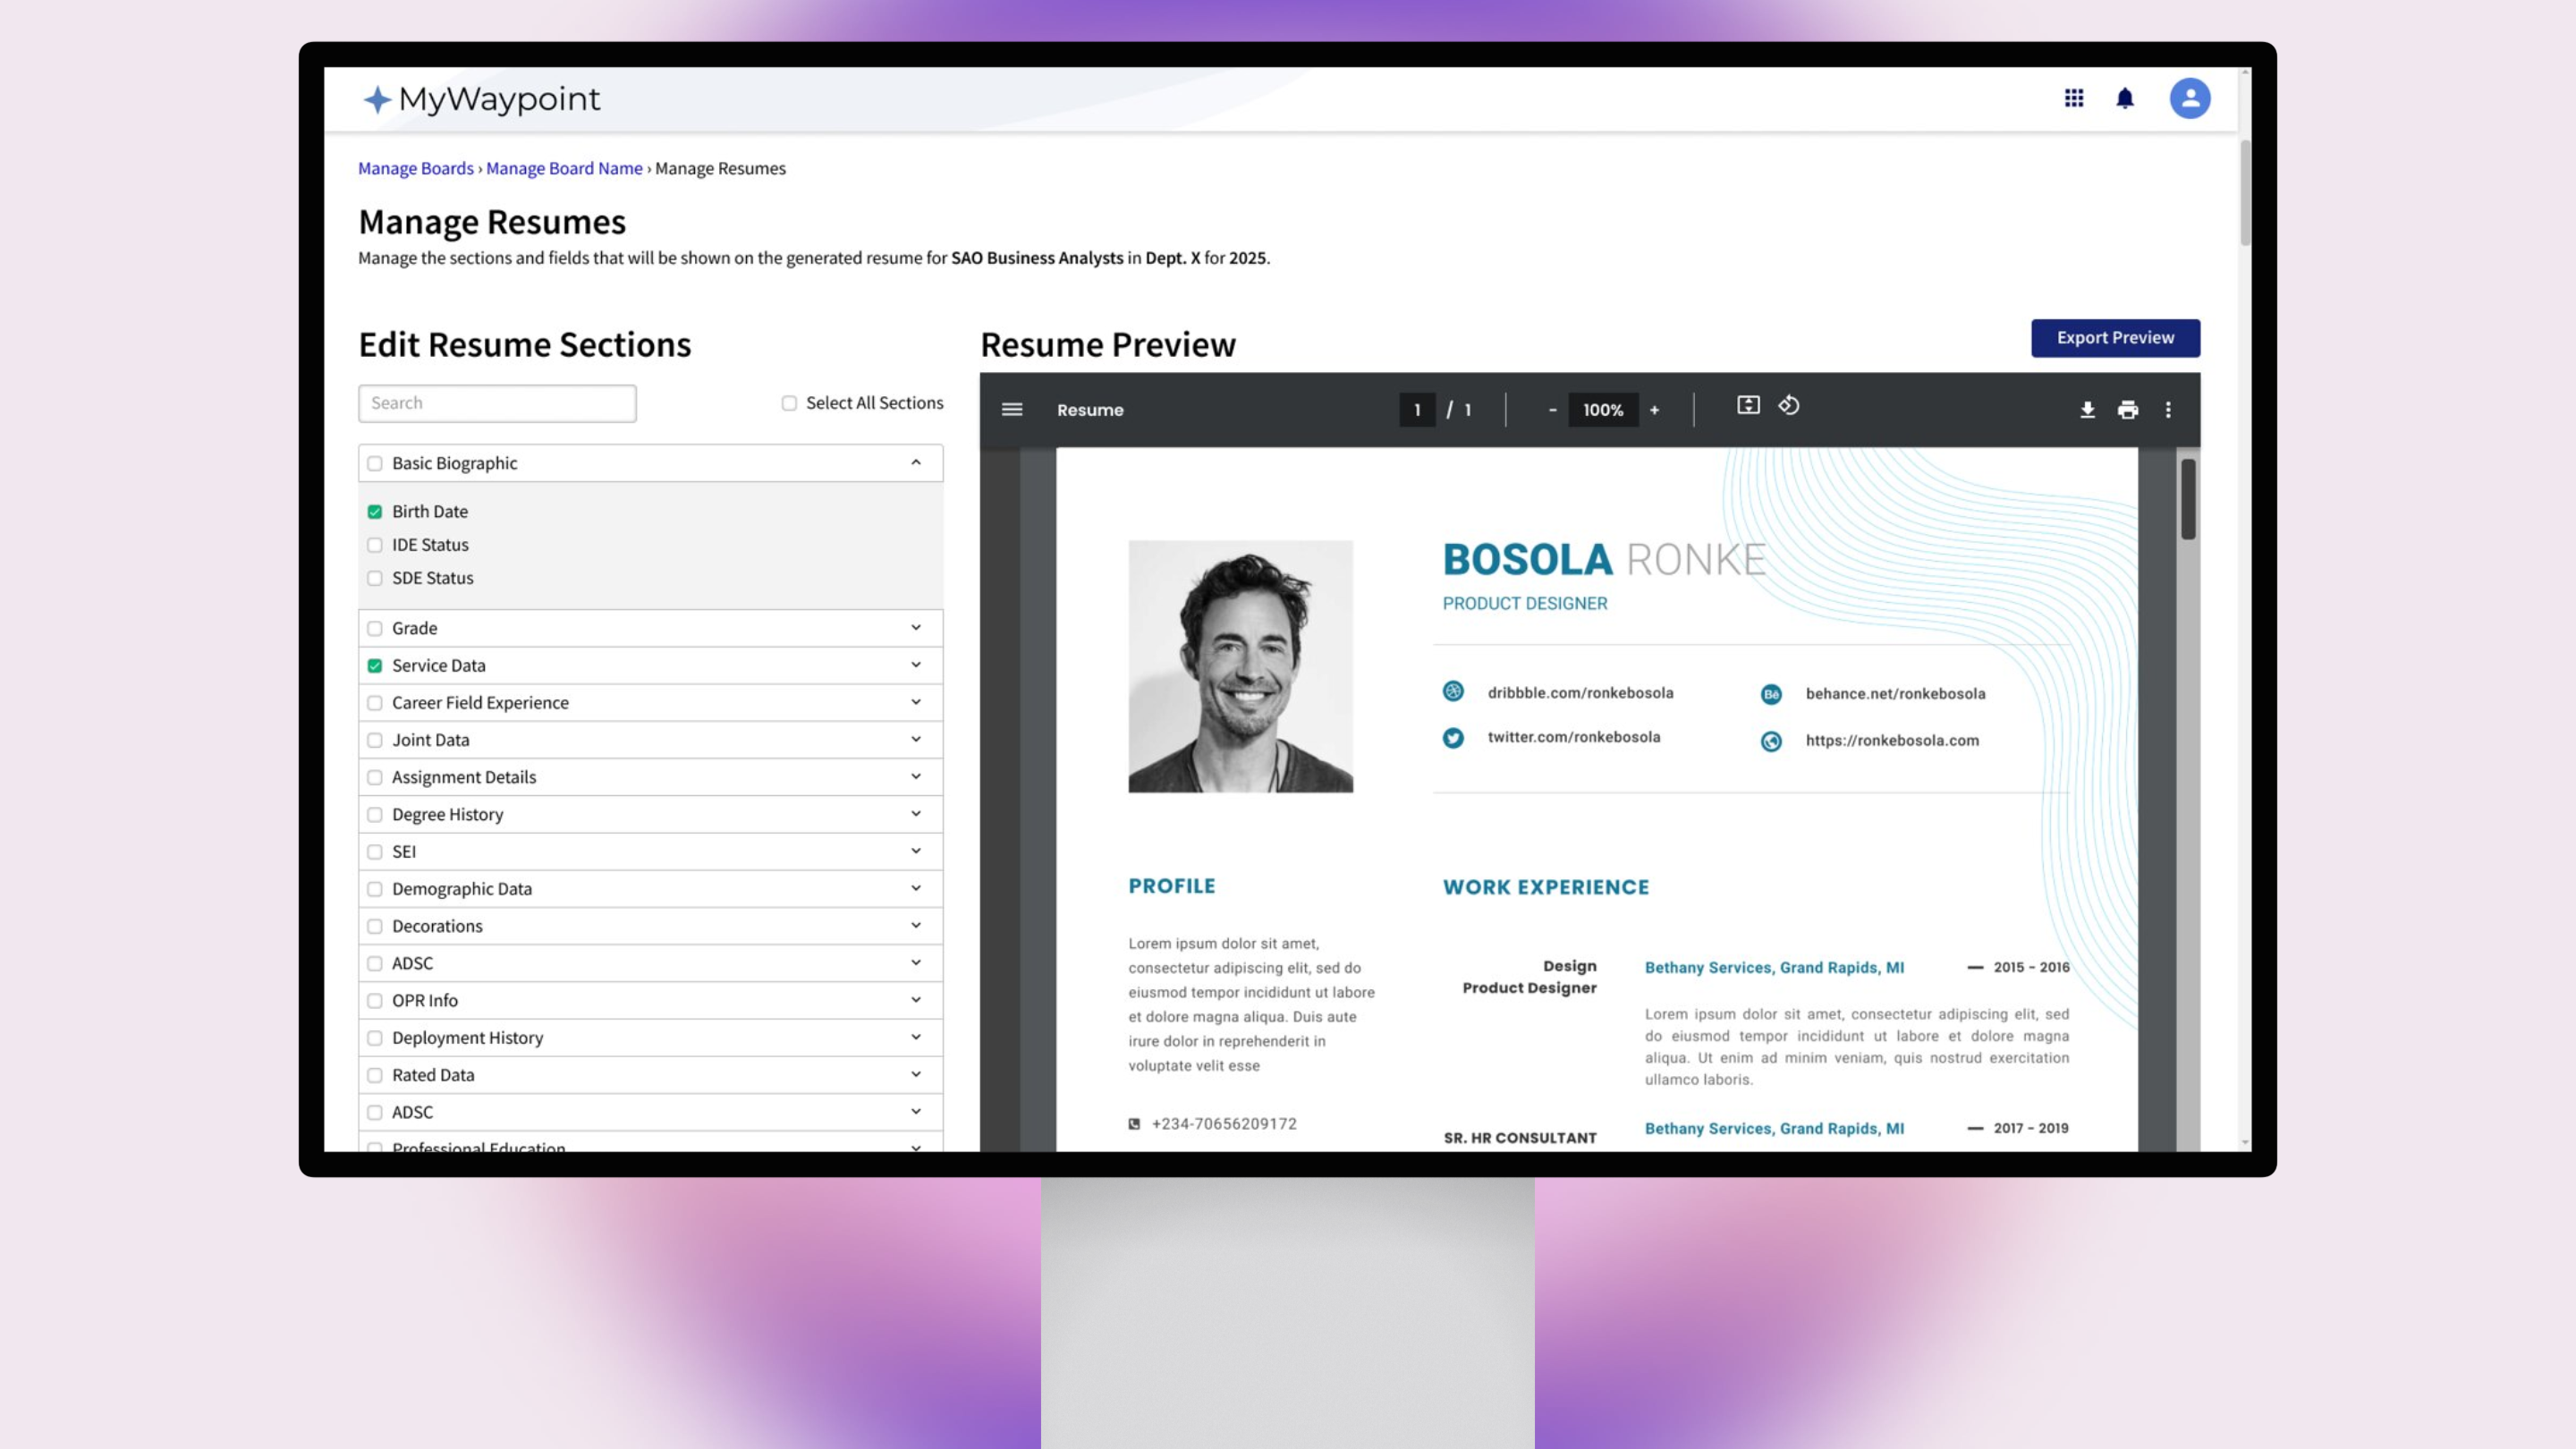 MyWaypoint
Manage Boards › Manage Board Name › Manage Resumes
Manage Resumes
Manage the sections and fields that will be shown on the generated resume for SAO Business Analysts in Dept. X for 2025.
Edit Resume Sections
Search
Select All Sections
Basic Biographic
Birth Date
IDE Status
SDE Status
Grade
Service Data
Career Field Experience
Joint Data
Assignment Details
Degree History
SEI
Demographic Data
Decorations
ADSC
OPR Info
Deployment History
Rated Data
ADSC
Professional Education
Resume Preview
Export Preview
Resume
1 / 1
- 100% +
BOSOLA RONKE
PRODUCT DESIGNER
dribbble.com/ronkebosola
Bē behance.net/ronkebosola
twitter.com/ronkebosola
https://ronkebosola.com
PROFILE
Lorem ipsum dolor sit amet,
consectetur adipiscing elit, sed do
eiusmod tempor incididunt ut labore
et dolore magna aliqua. Duis aute
irure dolor in reprehenderit in
voluptate velit esse
+234-70656209172
WORK EXPERIENCE
Design
Product Designer
Bethany Services, Grand Rapids, MI — 2015 - 2016
Lorem ipsum dolor sit amet, consectetur adipiscing elit, sed
do eiusmod tempor incididunt ut labore et dolore magna
aliqua. Ut enim ad minim veniam, quis nostrud exercitation
ullamco laboris.
SR. HR CONSULTANT
Bethany Services, Grand Rapids, MI — 2017 - 2019